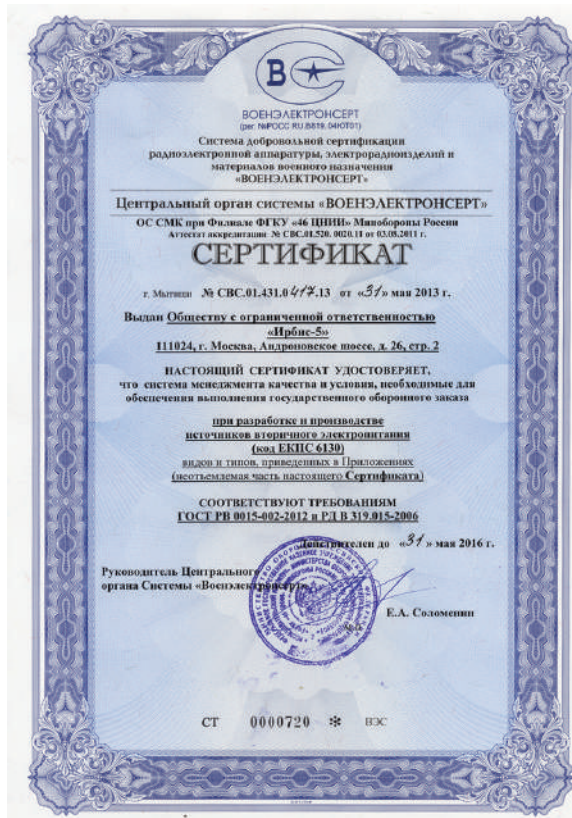 ВС
ВОЕНЭЛЕКТРОНСЕРТ
(рег. №РОСС RU.В819.04ЮТ01)
Система добровольной сертификации
радиоэлектронной аппаратуры, электрорадиоизделий и
материалов военного назначения
«ВОЕНЭЛЕКТРОНСЕРТ»
Центральный орган системы «ВОЕНЭЛЕКТРОНСЕРТ»
ОС СМК при Филиале ФГКУ «46 ЦНИИ» Минобороны России
Аттестат аккредитации № СВС.01.520. 0020.11 от 03.08.2011 г.
СЕРТИФИКАТ
г. Мытищи № СВС.01.431.0417.13 от «31» мая 2013 г.
Выдан Обществу с ограниченной ответственностью
«Ирбис-5»
111024, г. Москва, Андроновское шоссе, д. 26, стр. 2
НАСТОЯЩИЙ СЕРТИФИКАТ УДОСТОВЕРЯЕТ,
что система менеджмента качества и условия, необходимые для
обеспечения выполнения государственного оборонного заказа
при разработке и производстве
источников вторичного электропитания
(код ЕКПС 6130)
видов и типов, приведенных в Приложениях
(неотъемлемая часть настоящего Сертификата)
СООТВЕТСТВУЮТ ТРЕБОВАНИЯМ
ГОСТ РВ 0015-002-2012 и РД В 319.015-2006
Действителен до «31» мая 2016 г.
Руководитель Центрального
органа Системы «Военэлектронсерт»
Е.А. Соломенин
СТ 0000720 * ВЭС